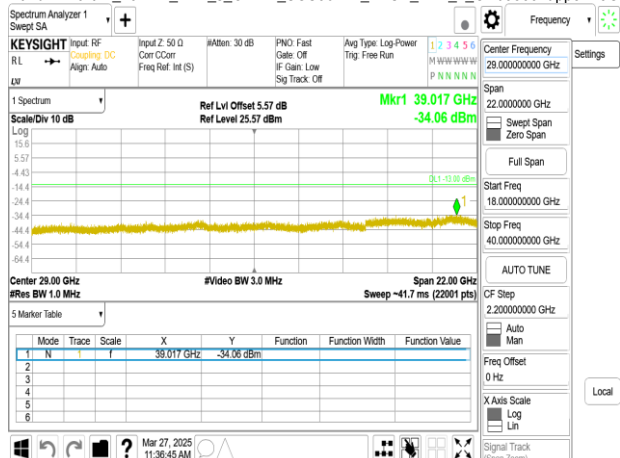 Spectrum Analyzer 1
Swept SA
Frequency
KEYSIGHT
RL
Input: RF
Coupling: DC
Align: Auto
Input Z: 50 Ω
Corr CCorr
Freq Ref: Int (S)
#Atten: 30 dB
PNO: Fast
Gate: Off
IF Gain: Low
Sig Track: Off
Avg Type: Log-Power
Trig: Free Run
1 2 3 4 5 6
M W W W W W
P N N N N N
Center Frequency
29.000000000 GHz
Settings
Span
22.0000000 GHz
Swept Span
Zero Span
Full Span
Start Freq
18.000000000 GHz
Stop Freq
40.000000000 GHz
AUTO TUNE
CF Step
2.200000000 GHz
Auto
Man
Freq Offset
0 Hz
X Axis Scale
Log
Lin
Local
Signal Track
1 Spectrum
Scale/Div 10 dB
Ref Lvl Offset 5.57 dB
Ref Level 25.57 dBm
Mkr1 39.017 GHz
-34.06 dBm
Log
15.6
5.57
-4.43
-14.4
-24.4
-34.4
-44.4
-54.4
-64.4
DL1 -13.00 dBm
1
Center 29.00 GHz
#Res BW 1.0 MHz
#Video BW 3.0 MHz
Span 22.00 GHz
Sweep ~41.7 ms (22001 pts)
5 Marker Table
Mode Trace Scale X Y Function Function Width Function Value
1 N 1 f 39.017 GHz -34.06 dBm
2
3
4
5
6
?
Mar 27, 2025
11:36:45 AM